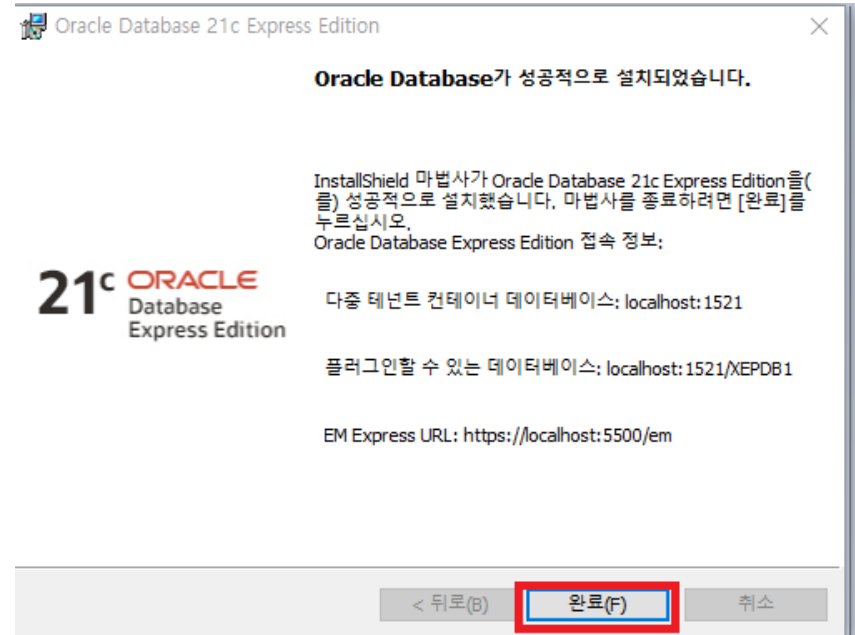 Oracle Database 21c Express Edition
Oracle Database가 성공적으로 설치되었습니다.
InstallShield 마법사가 Oracle Database 21c Express Edition을(
를) 성공적으로 설치했습니다. 마법사를 종료하려면 [완료]를
누르십시오.
Oracle Database Express Edition 접속 정보:
21c ORACLE
Database
Express Edition
다중 테넌트 컨테이너 데이터베이스: localhost:1521
플러그인할 수 있는 데이터베이스: localhost:1521/XEPDB1
EM Express URL: https://localhost:5500/em
< 뒤로(B) 완료(F) 취소